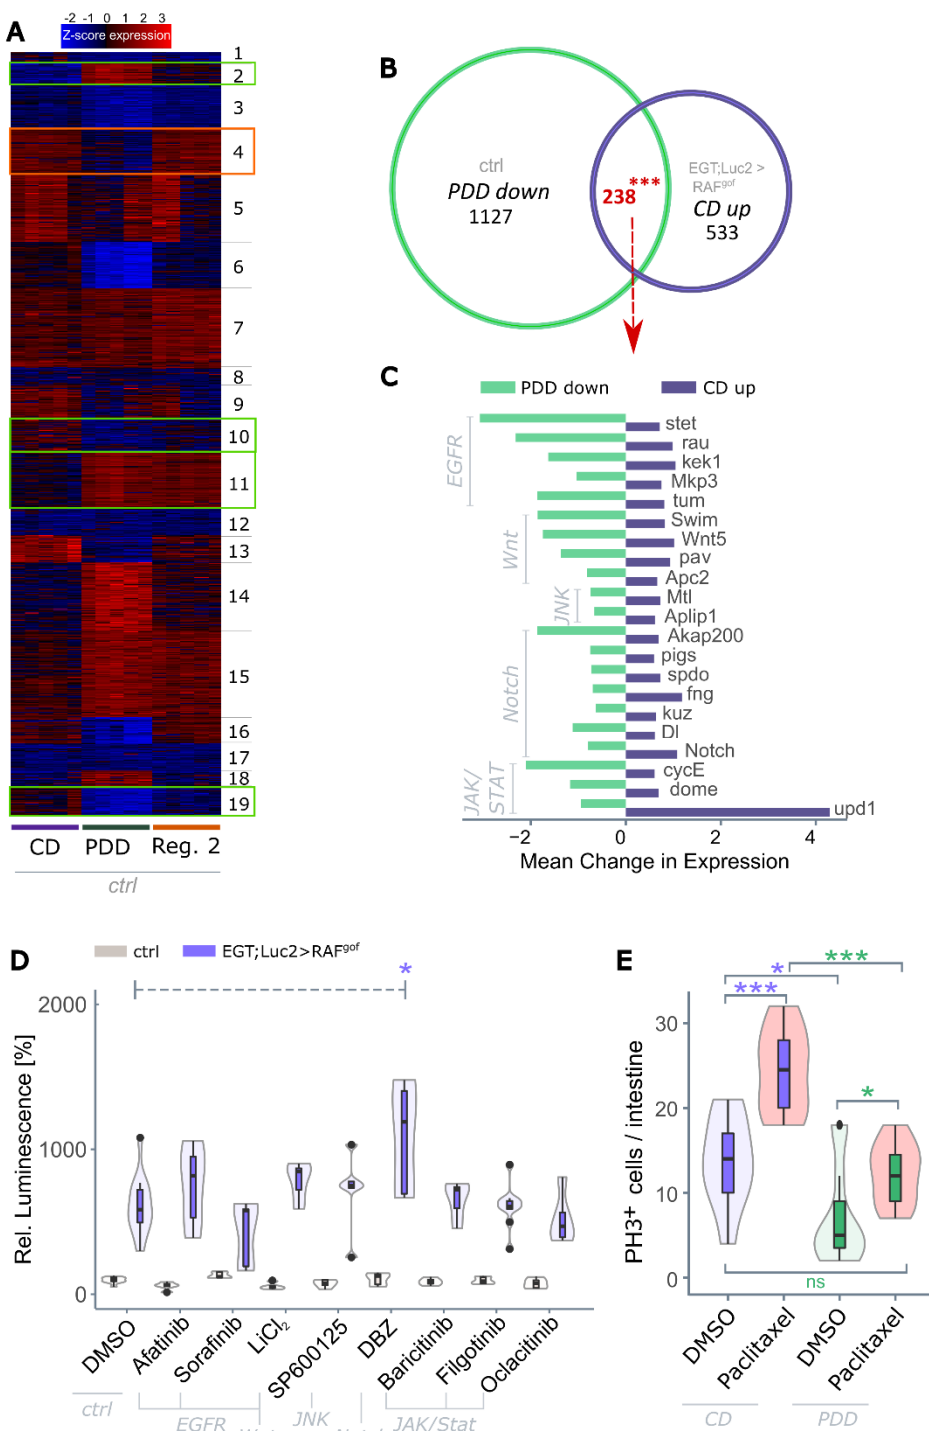 A
-2 -1 0 1 2 3
Z-score expression
1
2
3
4
5
6
7
8
9
10
11
12
13
14
15
16
17
18
19
CD PDD Reg. 2
ctrl
B
ctrl
PDD down
1127
238***
EGT;Luc2 >
RAFgof
CD up
533
C
PDD down CD up
EGFR
Wnt
JNK
Notch
JAK/
STAT
stet
rau
kek1
Mkp3
tum
Swim
Wnt5
pav
Apc2
Mtl
Aplip1
Akap200
pigs
spdo
fng
kuz
Dl
Notch
cycE
dome
upd1
−2 0 2 4
Mean Change in Expression
D
ctrl EGT;Luc2>RAFgof
*
2000
1000
0
Rel. Luminescence [%]
DMSO
Afatinib
Sorafinib
LiCl2
SP600125
DBZ
Baricitinib
Filgotinib
Oclacitinib
ctrl
EGFR
JNK
JAK/Stat
E
***
*
***
*
ns
30
20
10
0
PH3+ cells / intestine
DMSO
Paclitaxel
DMSO
Paclitaxel
CD
PDD